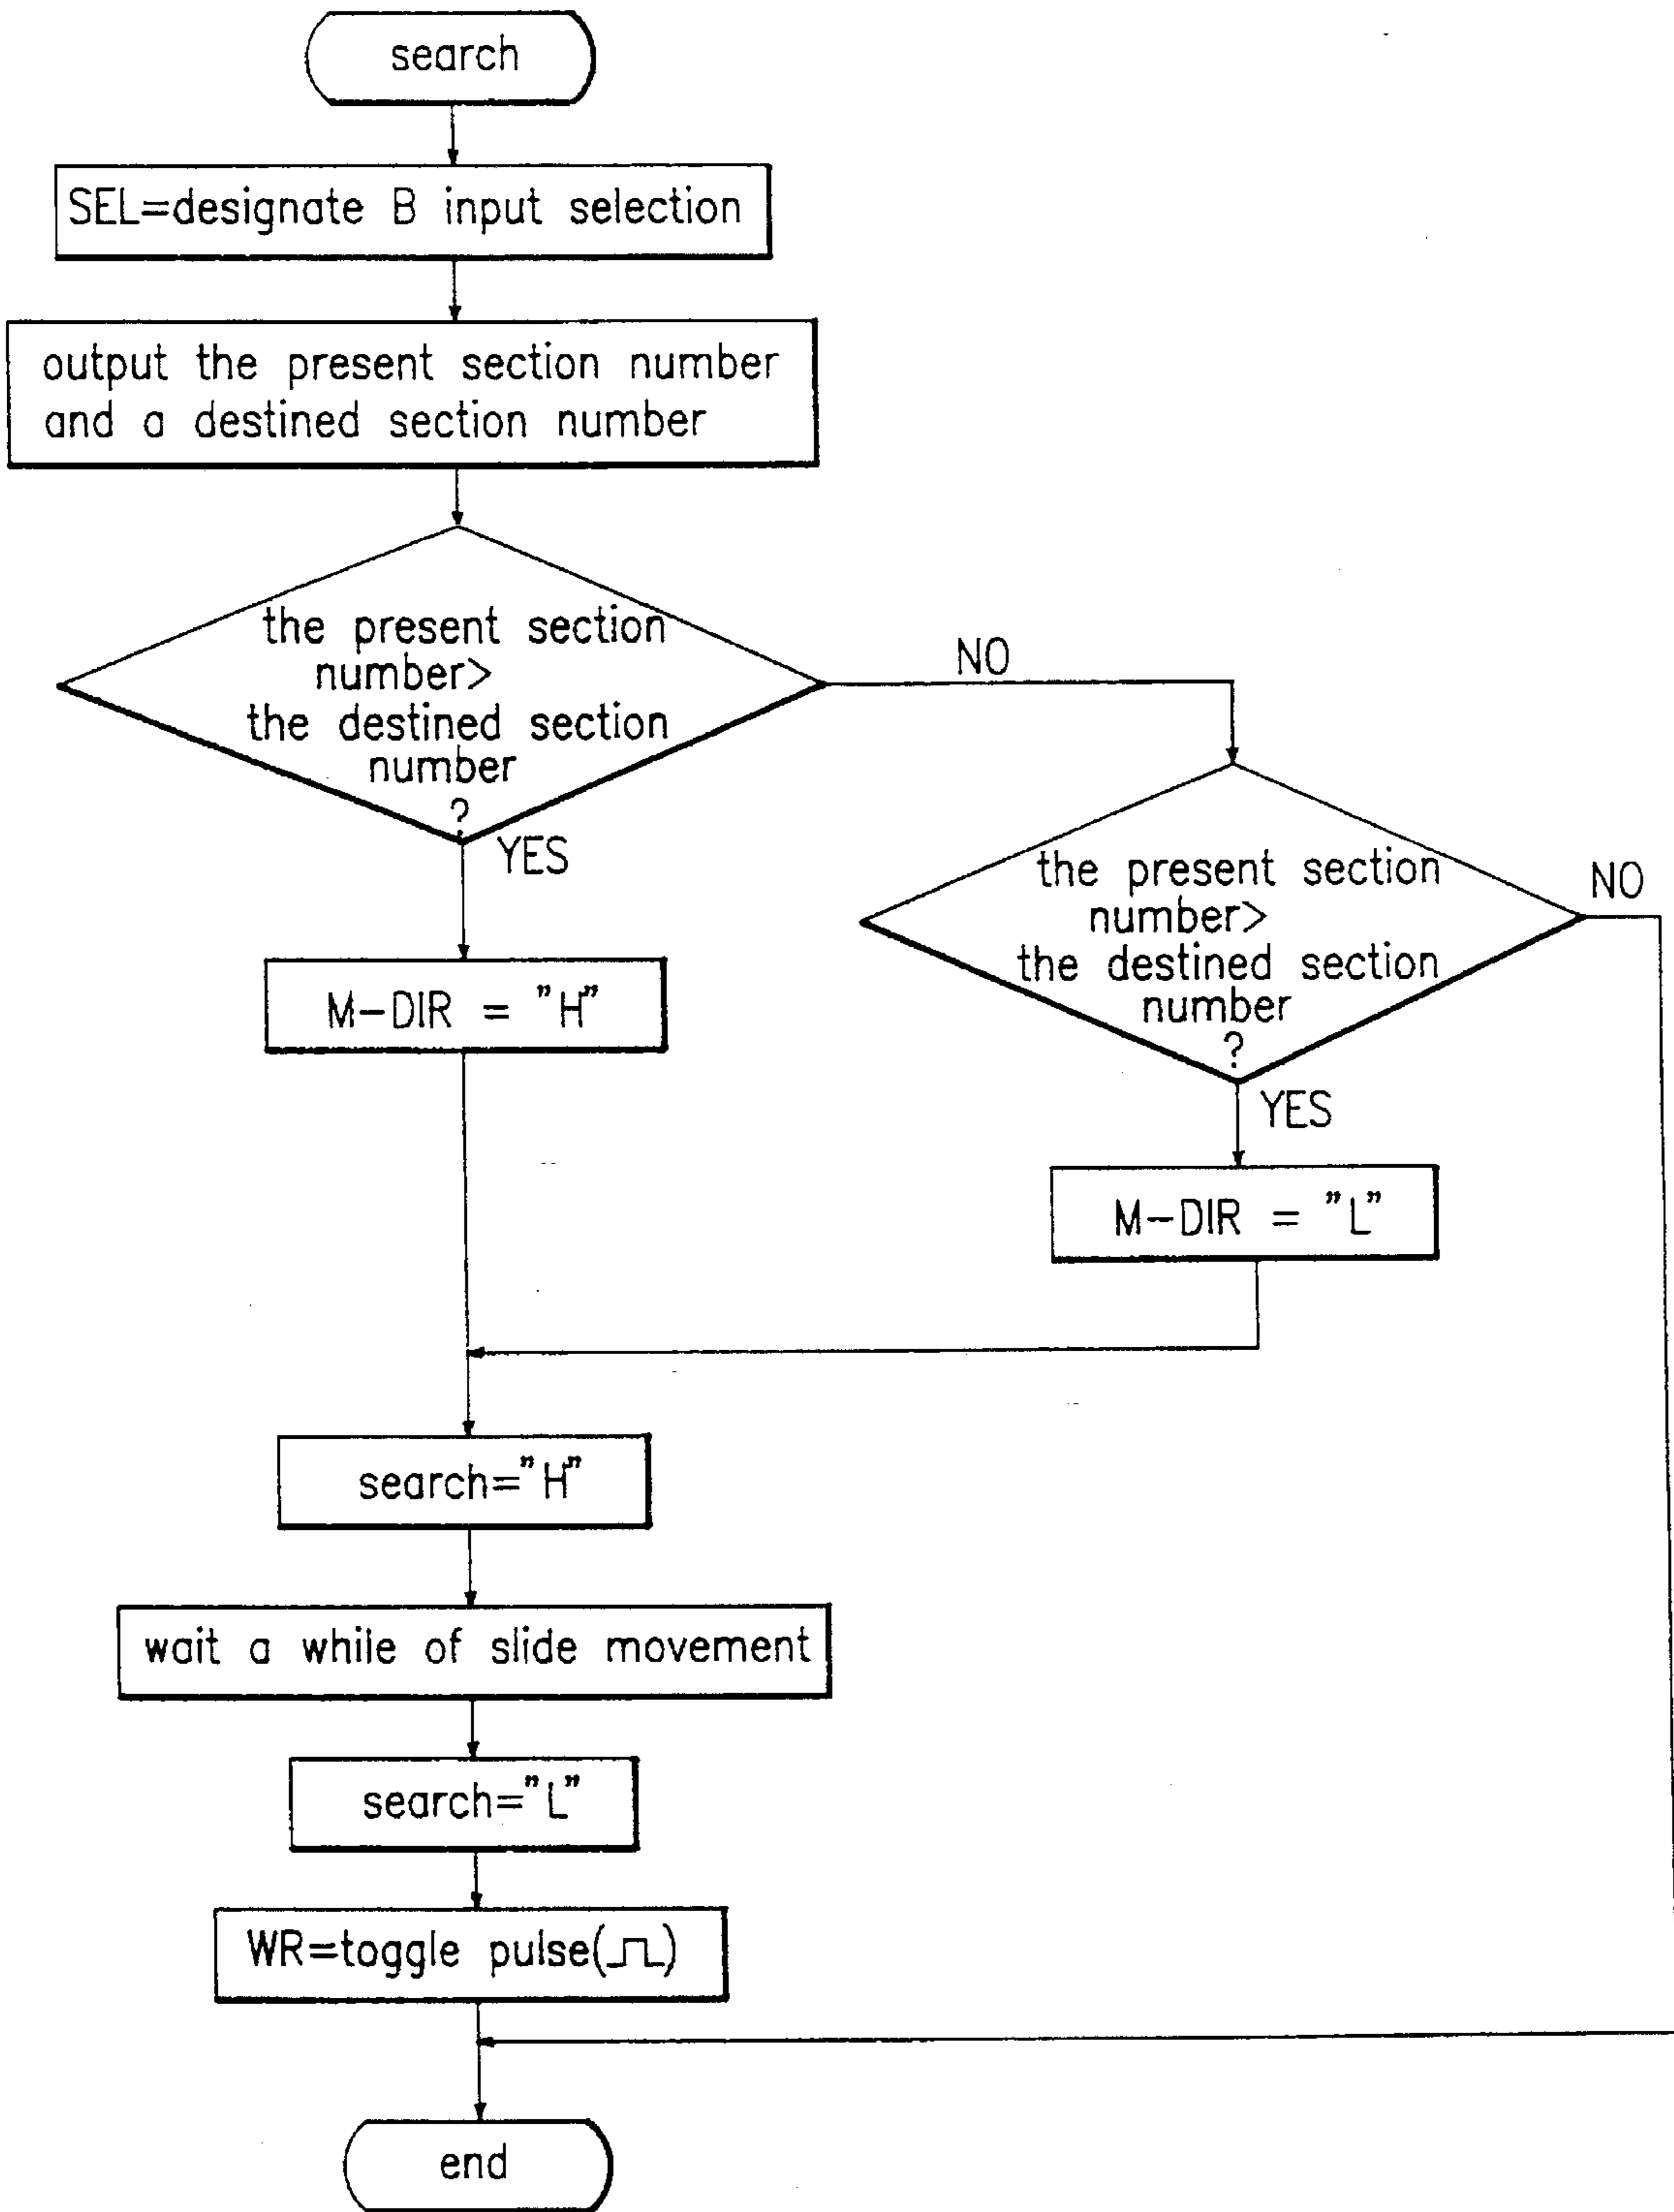 search
SEL=designate B input selection
output the present section number
and a destined section number
the present section
number>
the destined section
number
?
NO
YES
the present section
number>
the destined section
number
?
NO
YES
M-DIR = "H"
M-DIR = "L"
search="H"
wait a while of slide movement
search="L"
WR=toggle pulse(⎍)
end